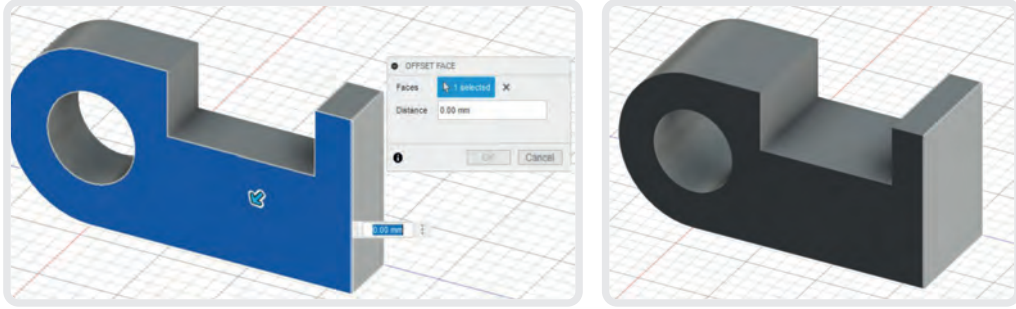 OFFSET FACE
Faces 1 selected
Distance 0.00 mm
OK Cancel
0.00 mm